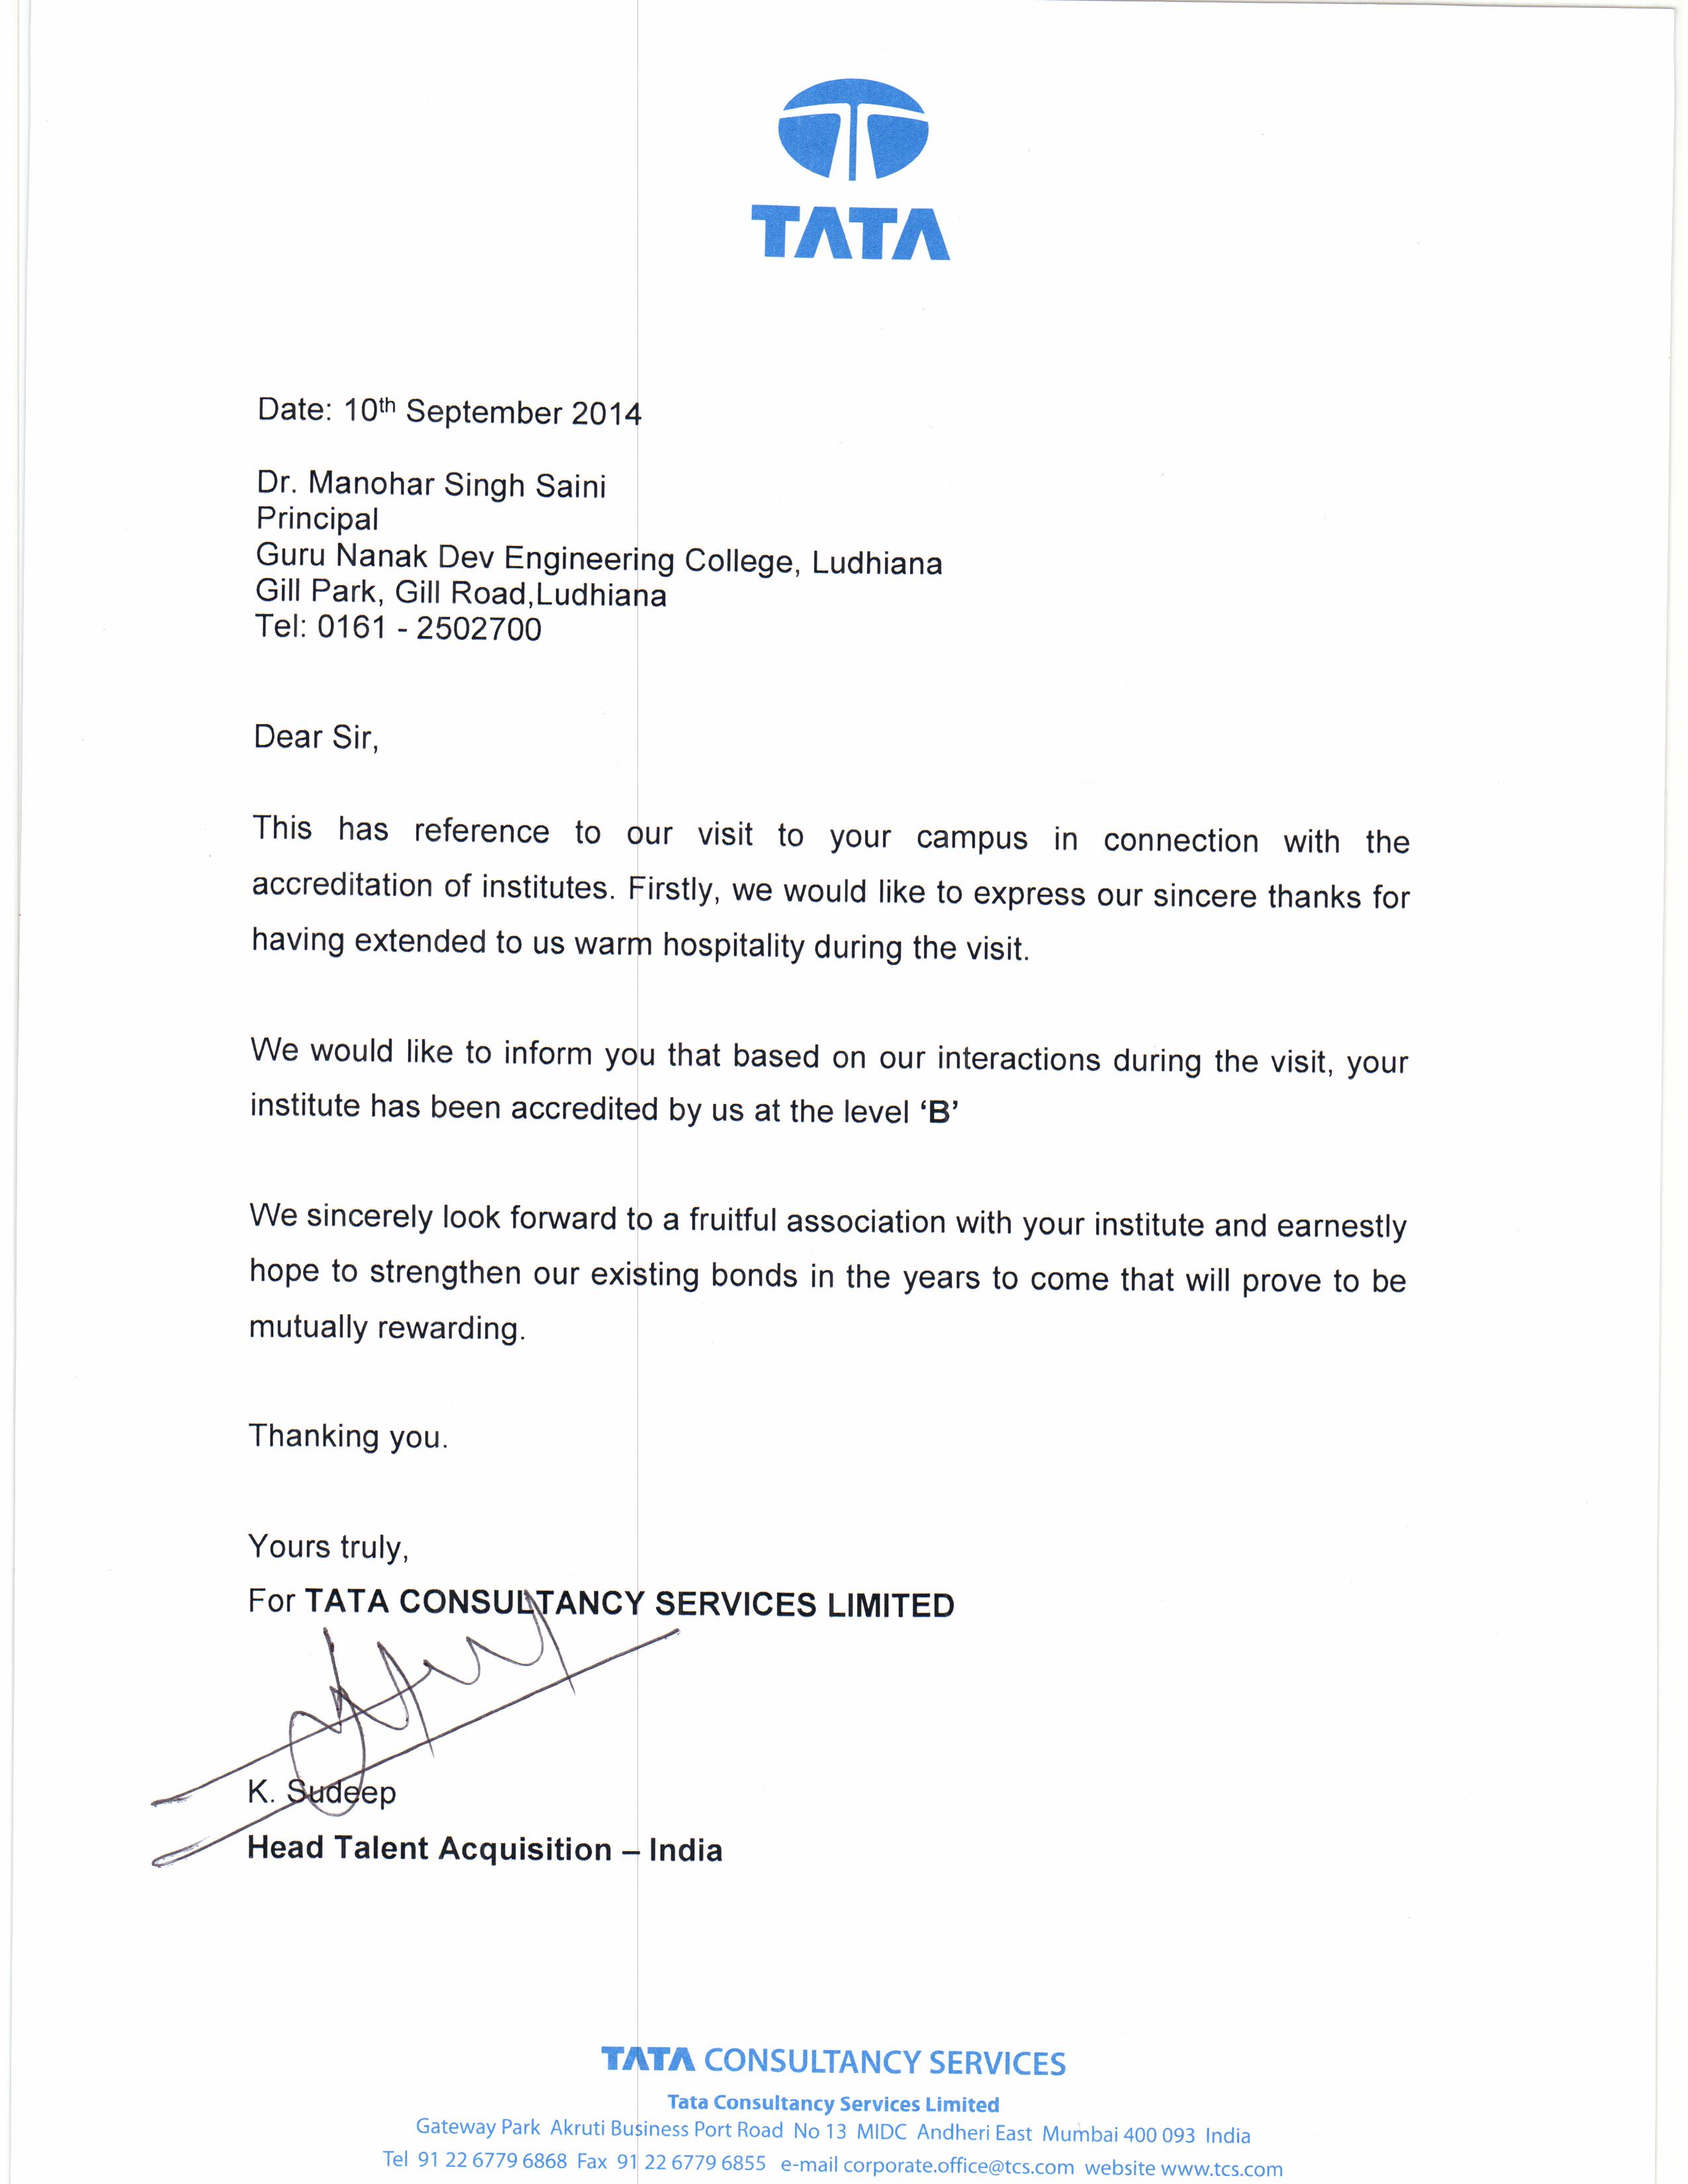 TATA
Date: 10th September 2014
Dr. Manohar Singh Saini
Principal
Guru Nanak Dev Engineering College, Ludhiana
Gill Park, Gill Road,Ludhiana
Tel: 0161 - 2502700
Dear Sir,
This has reference to our visit to your campus in connection with the
accreditation of institutes. Firstly, we would like to express our sincere thanks for
having extended to us warm hospitality during the visit.
We would like to inform you that based on our interactions during the visit, your
institute has been accredited by us at the level ‘B’
We sincerely look forward to a fruitful association with your institute and earnestly
hope to strengthen our existing bonds in the years to come that will prove to be
mutually rewarding.
Thanking you.
Yours truly,
For TATA CONSULTANCY SERVICES LIMITED
K. Sudeep
Head Talent Acquisition – India
TATA CONSULTANCY SERVICES
Tata Consultancy Services Limited
Gateway Park Akruti Business Port Road No 13 MIDC Andheri East Mumbai 400 093 India
Tel 91 22 6779 6868 Fax 91 22 6779 6855 e-mail corporate.office@tcs.com website www.tcs.com